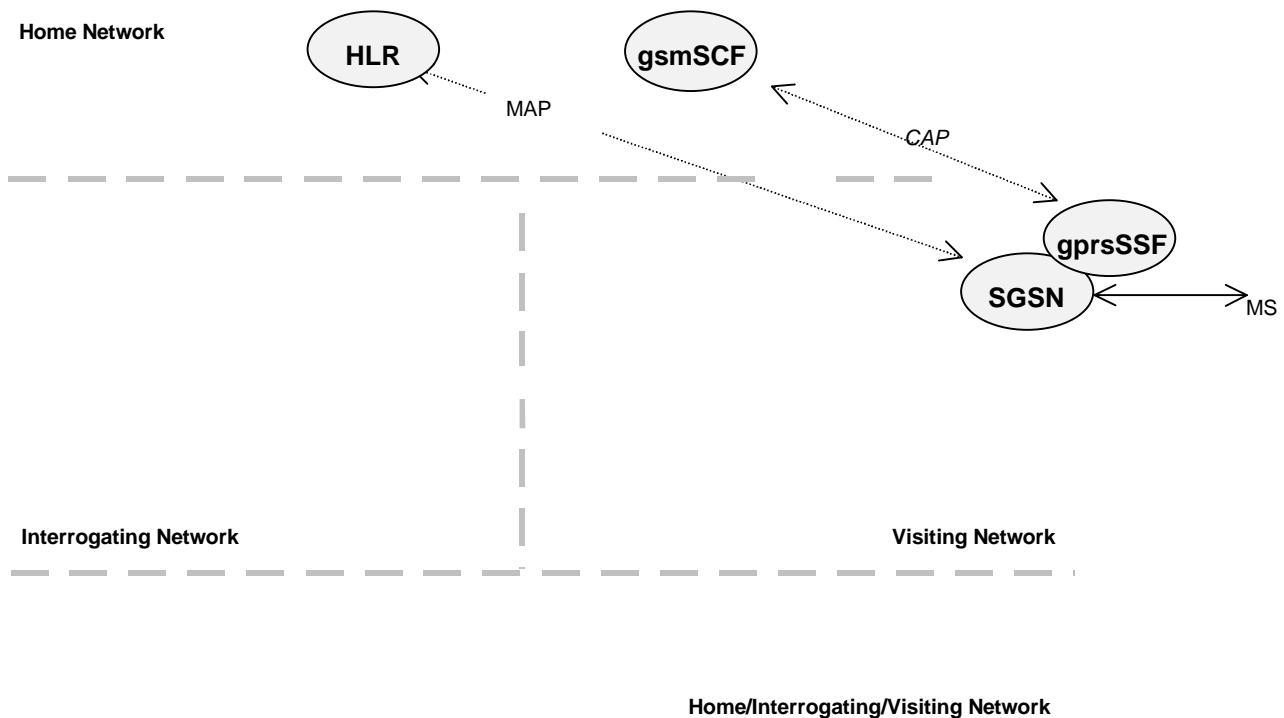 Home Network
HLR
gsmSCF
MAP
CAP
gprsSSF
SGSN
MS
Interrogating Network
Visiting Network
Home/Interrogating/Visiting Network